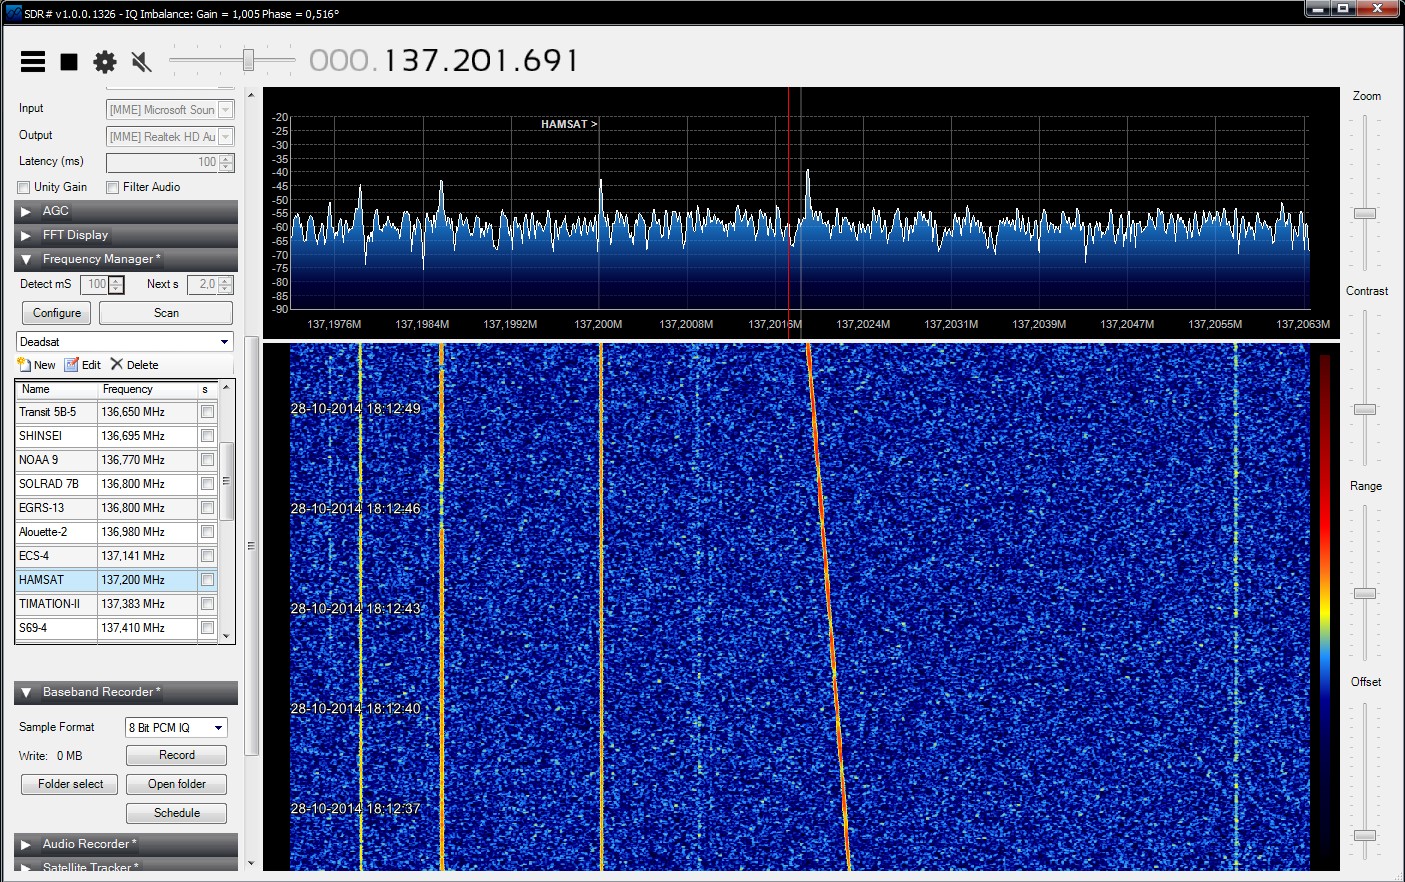 SDR# v1.0.0.1326 - IQ Imbalance: Gain = 1,005 Phase = 0,516°
000.137.201.691
Input [MME] Microsoft Soun
Output [MME] Realtek HD Au
Latency (ms) 100
Unity Gain Filter Audio
AGC
FFT Display
Frequency Manager *
Detect mS 100 Next s 2,0
Configure Scan
Deadsat
New Edit Delete
Name Frequency s
Transit 5B-5 136,650 MHz
SHINSEI 136,695 MHz
NOAA 9 136,770 MHz
SOLRAD 7B 136,800 MHz
EGRS-13 136,800 MHz
Alouette-2 136,980 MHz
ECS-4 137,141 MHz
HAMSAT 137,200 MHz
TIMATION-II 137,383 MHz
S69-4 137,410 MHz
Baseband Recorder *
Sample Format 8 Bit PCM IQ
Write: 0 MB Record
Folder select Open folder
Schedule
Audio Recorder *
Satellite Tracker *
HAMSAT >
-20
-25
-30
-35
-40
-45
-50
-55
-60
-65
-70
-75
-80
-85
-90
137,1976M 137,1984M 137,1992M 137,200M 137,2008M 137,2016M 137,2024M 137,2031M 137,2039M 137,2047M 137,2055M 137,2063M
28-10-2014 18:12:49
28-10-2014 18:12:46
28-10-2014 18:12:43
28-10-2014 18:12:40
28-10-2014 18:12:37
Zoom
Contrast
Range
Offset